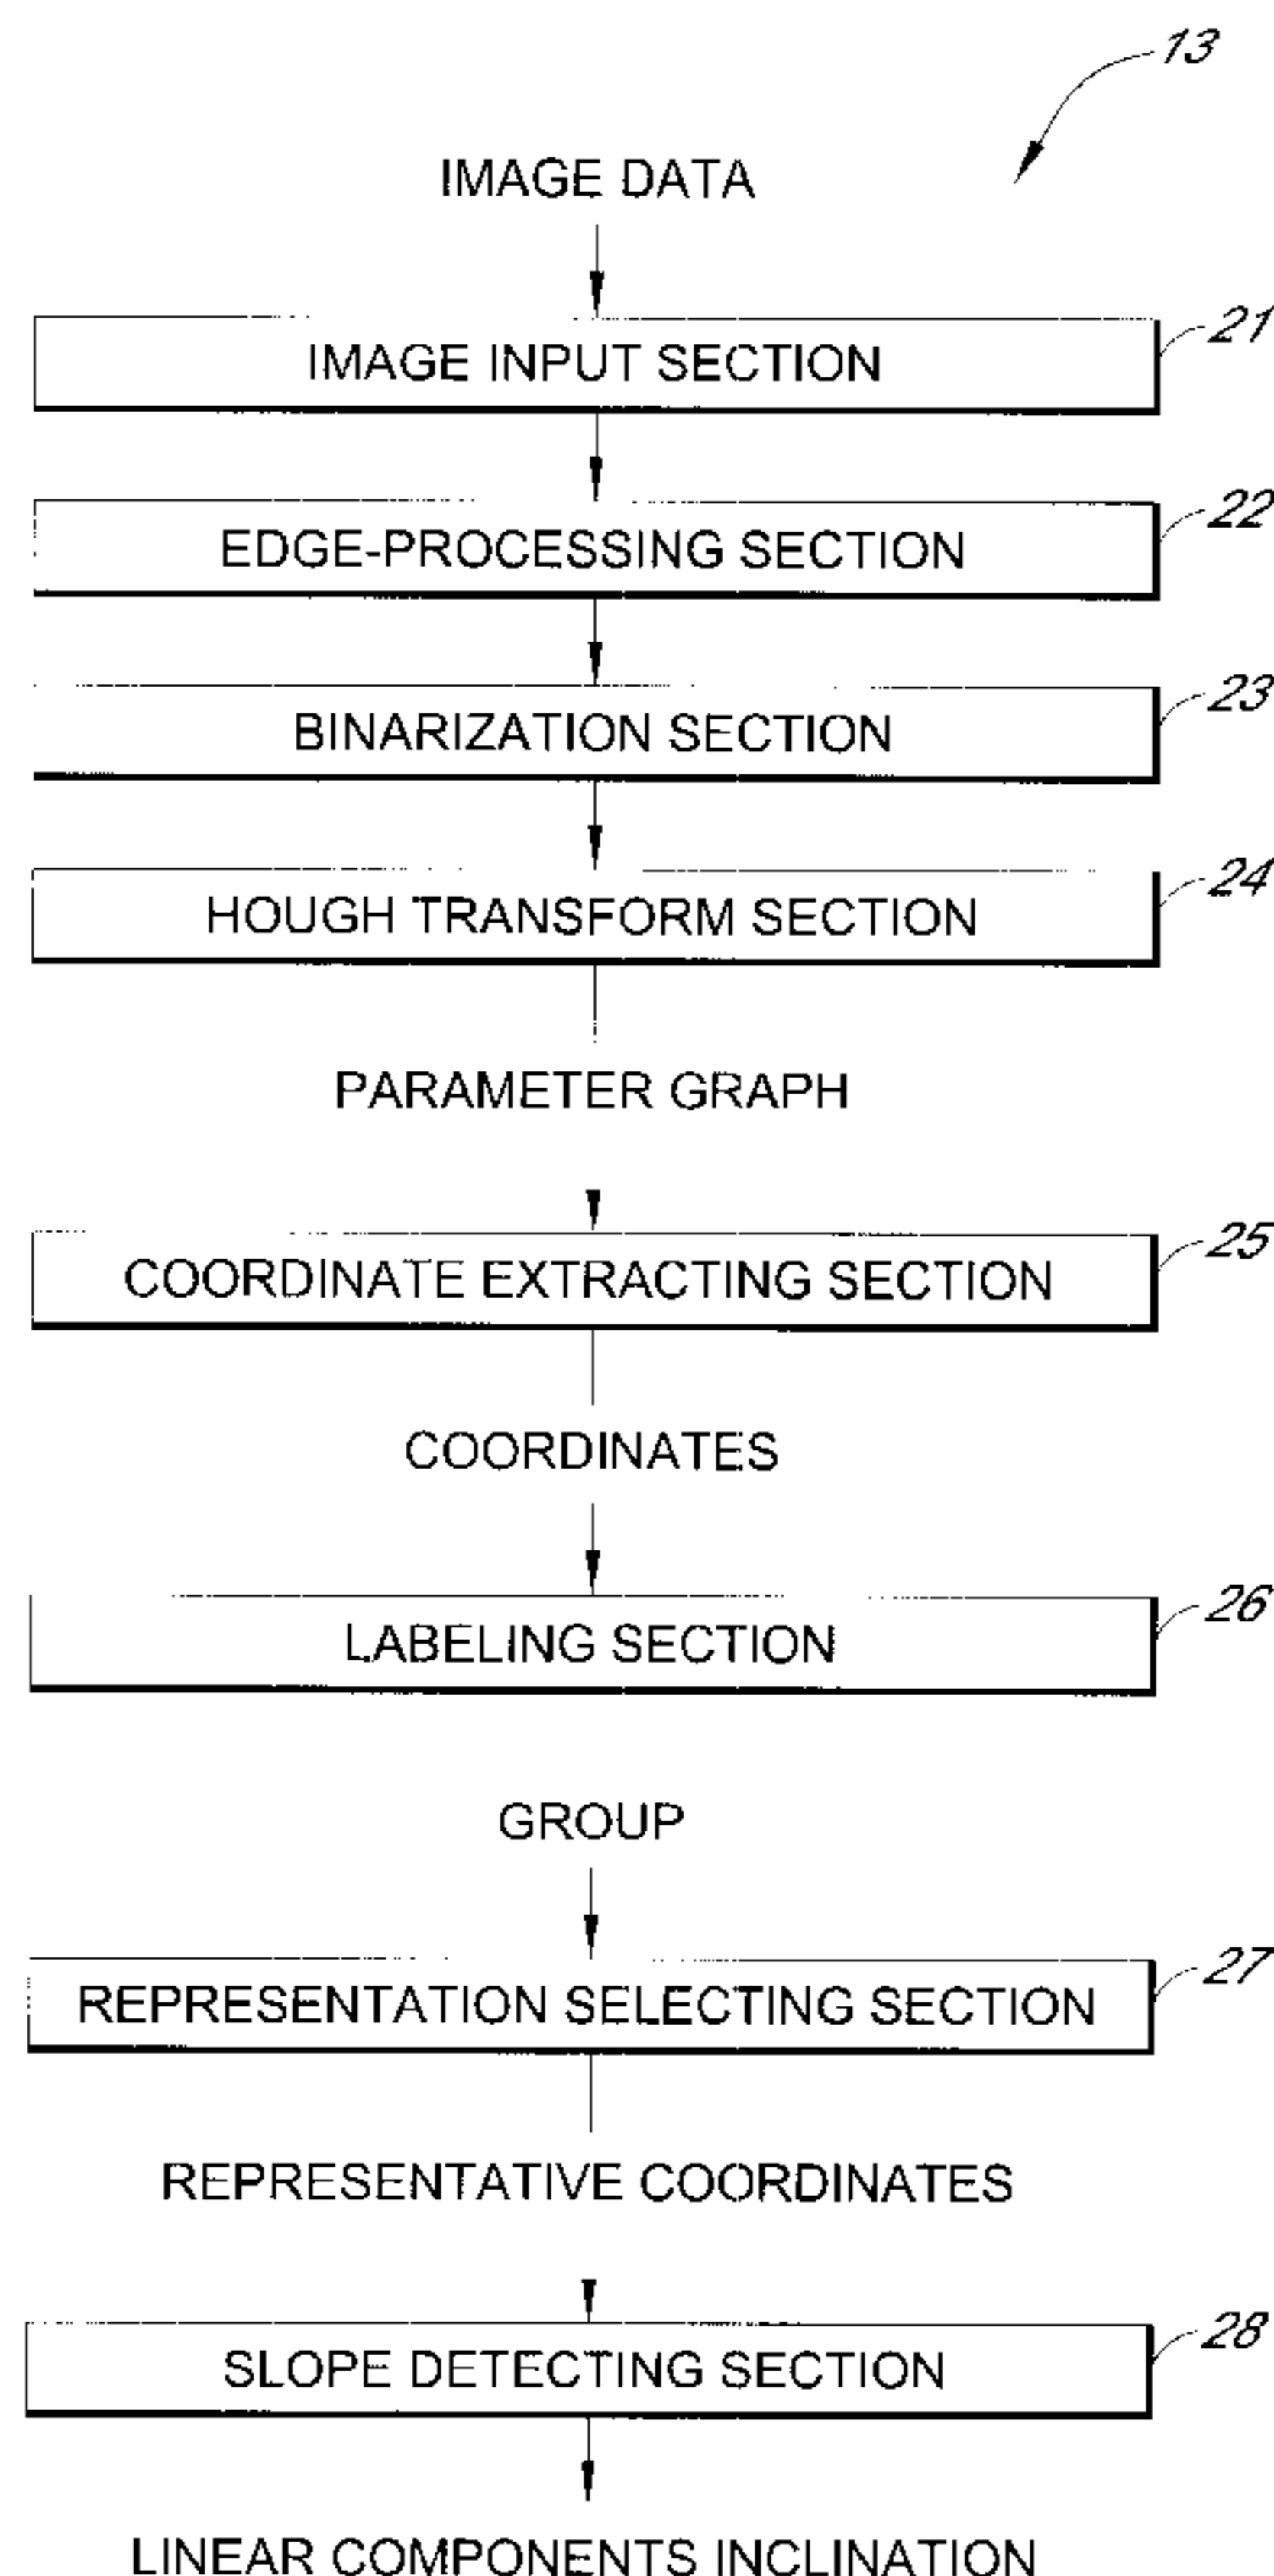 13
IMAGE DATA
IMAGE INPUT SECTION
21
EDGE-PROCESSING SECTION
22
BINARIZATION SECTION
23
HOUGH TRANSFORM SECTION
24
PARAMETER GRAPH
COORDINATE EXTRACTING SECTION
25
COORDINATES
LABELING SECTION
26
GROUP
REPRESENTATION SELECTING SECTION
27
REPRESENTATIVE COORDINATES
SLOPE DETECTING SECTION
28
LINEAR COMPONENTS INCLINATION